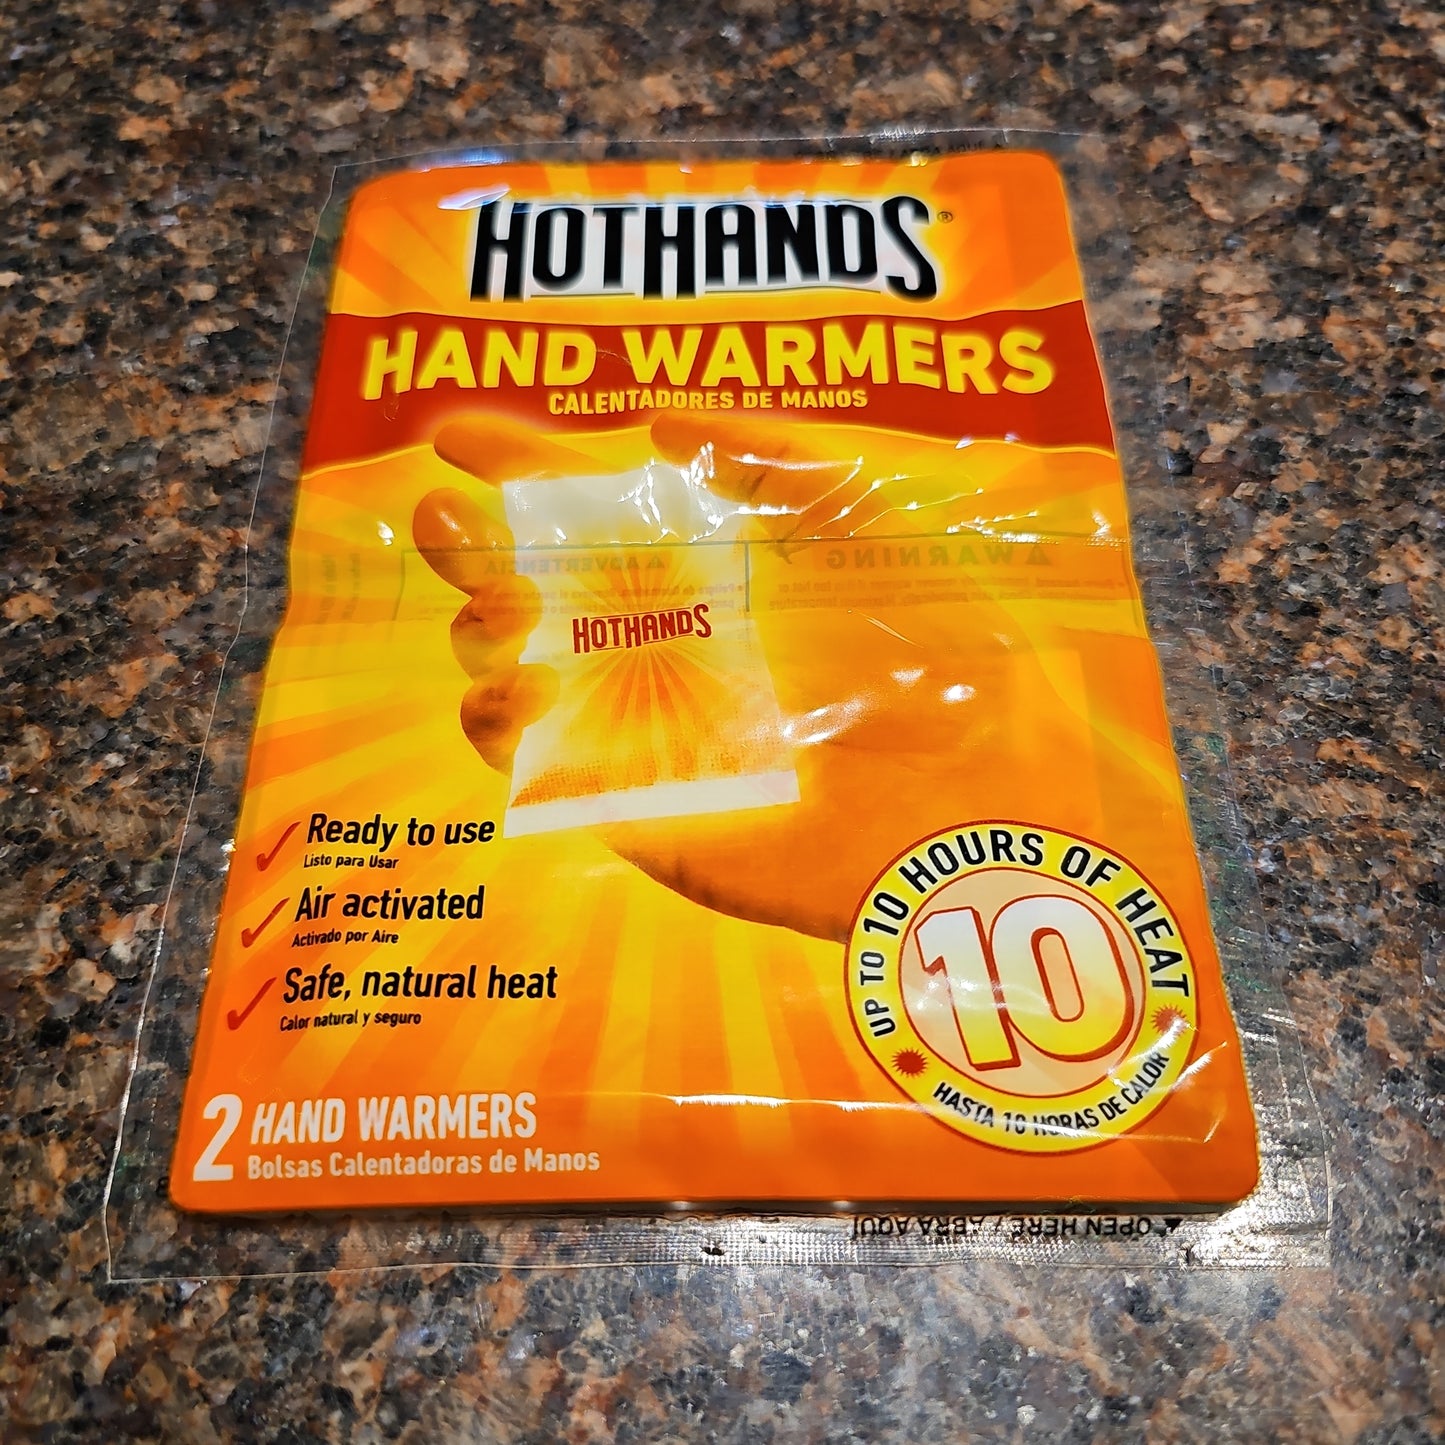 HOTHANDS®
HAND WARMERS
CALENTADORES DE MANOS
WARNING
ADVERTENCIA
HOTHANDS
Ready to use
Listo para Usar
Air activated
Activado por Aire
Safe, natural heat
Calor natural y seguro
UP TO 10 HOURS OF HEAT
10
HASTA 10 HORAS DE CALOR
2 HAND WARMERS
Bolsas Calentadoras de Manos
OPEN HERE / ABRA AQUÍ